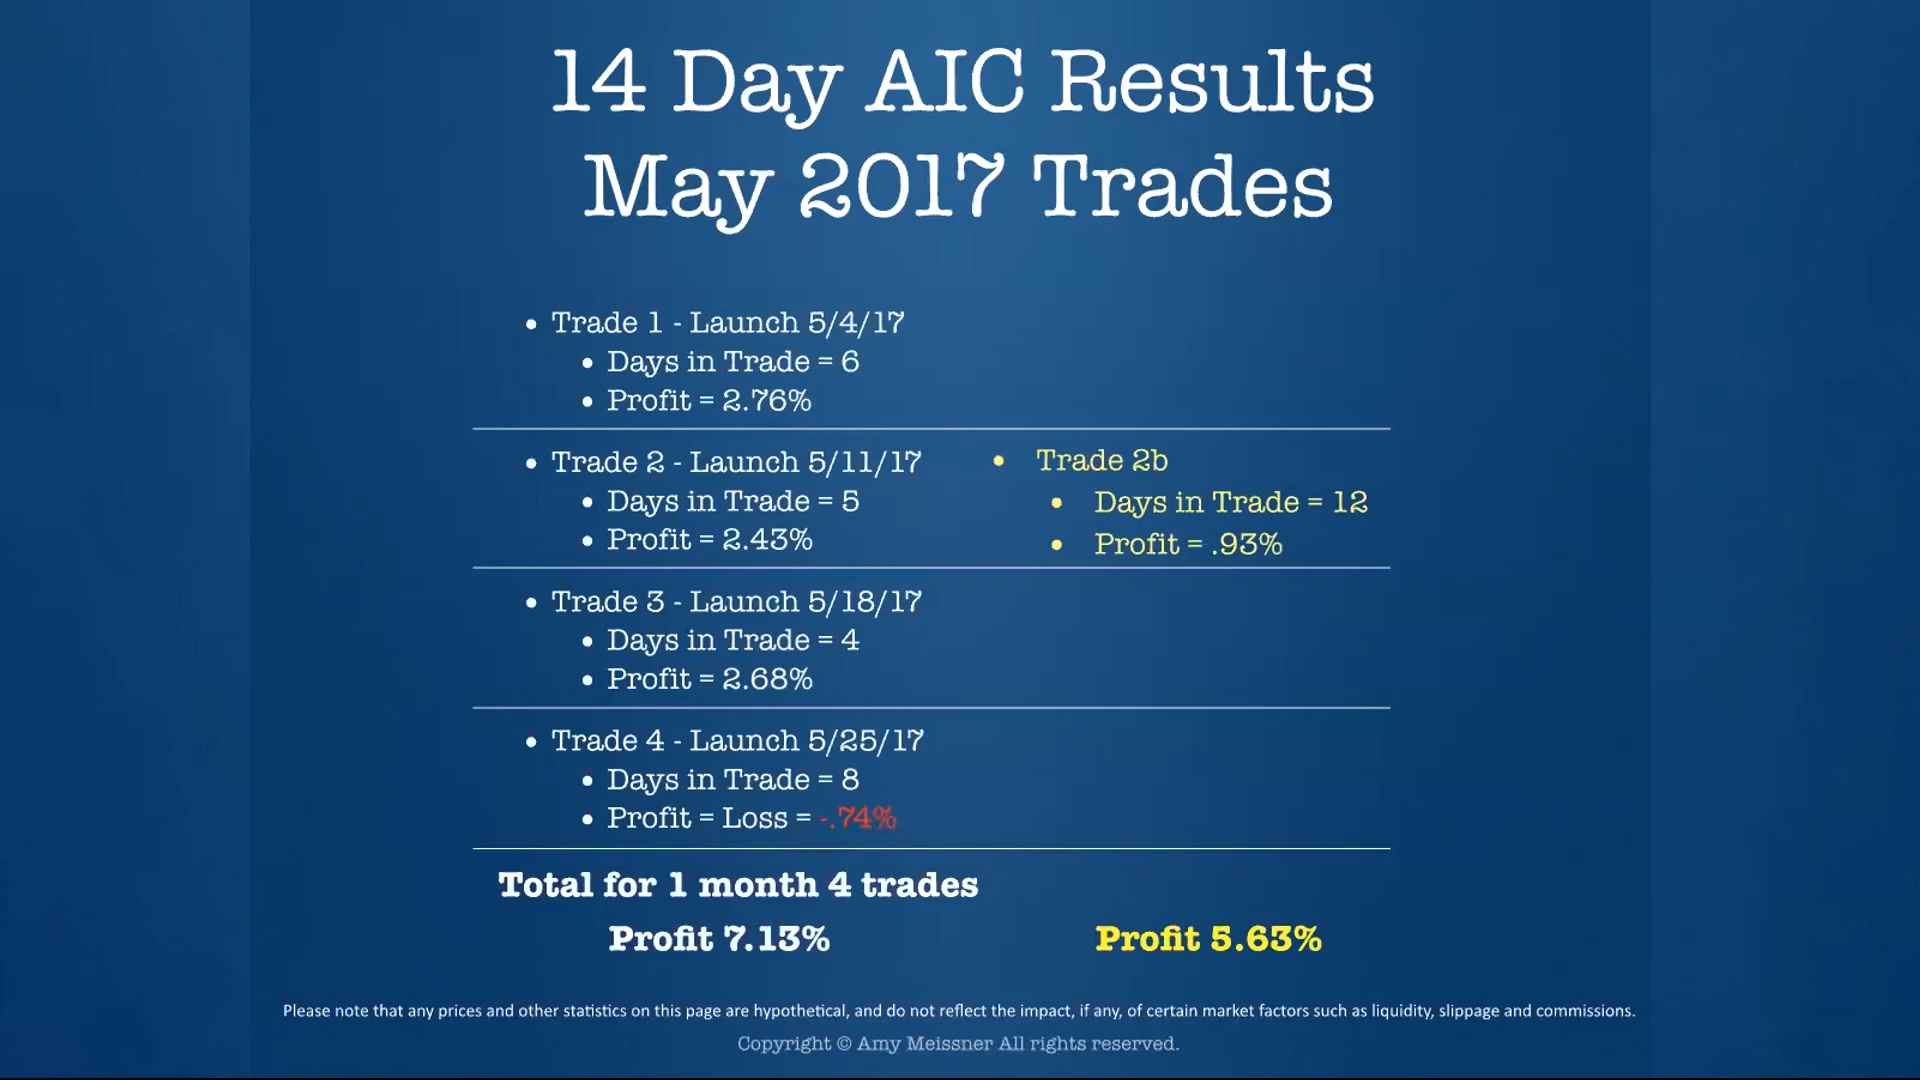 14 Day AIC Results
May 2017 Trades
• Trade 1 - Launch 5/4/17
• Days in Trade = 6
• Profit = 2.76%
• Trade 2 - Launch 5/11/17
• Days in Trade = 5
• Profit = 2.43%
• Trade 2b
• Days in Trade = 12
• Profit = .93%
• Trade 3 - Launch 5/18/17
• Days in Trade = 4
• Profit = 2.68%
• Trade 4 - Launch 5/25/17
• Days in Trade = 8
• Profit = Loss = -.74%
Total for 1 month 4 trades
Profit 7.13%
Profit 5.63%
Please note that any prices and other statistics on this page are hypothetical, and do not reflect the impact, if any, of certain market factors such as liquidity, slippage and commissions.
Copyright © Amy Meissner All rights reserved.